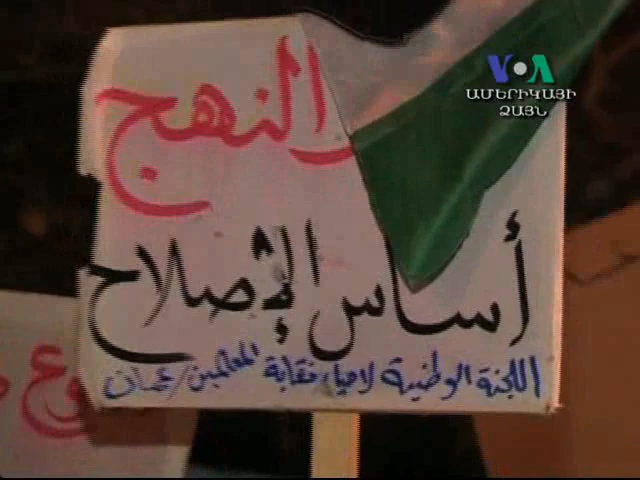 VOA
ԱՄԵՐԻԿԱՅԻ
ՁԱՅՆ
النهج
أساس الإصلاح
اللجنة الوطنية لاحياء نقابة المعلمين / عمان